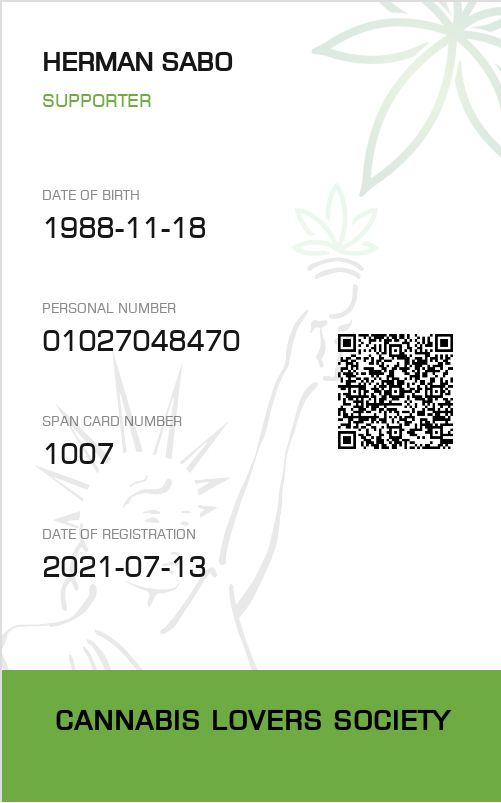 HERMAN SABO
SUPPORTER
DATE OF BIRTH
1988-11-18
PERSONAL NUMBER
01027048470
SPAN CARD NUMBER
1007
DATE OF REGISTRATION
2021-07-13
CANNABIS LOVERS SOCIETY